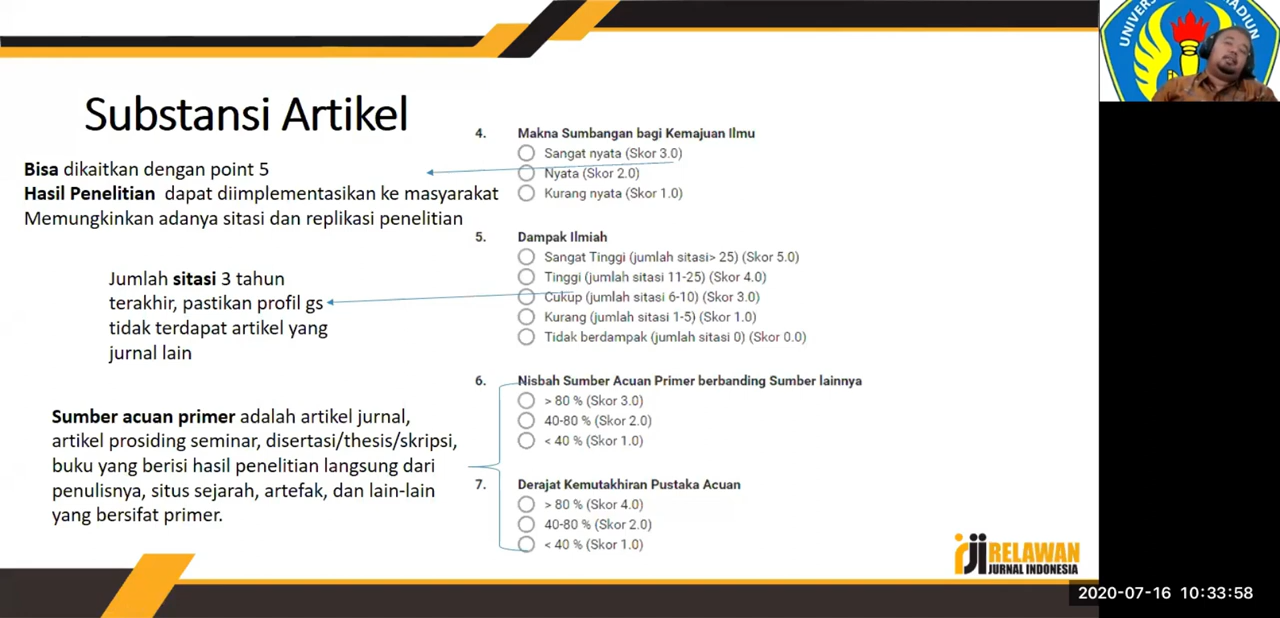 Substansi Artikel
Bisa dikaitkan dengan point 5
Hasil Penelitian dapat diimplementasikan ke masyarakat
Memungkinkan adanya sitasi dan replikasi penelitian
Jumlah sitasi 3 tahun
terakhir, pastikan profil gs
tidak terdapat artikel yang
jurnal lain
Sumber acuan primer adalah artikel jurnal,
artikel prosiding seminar, disertasi/thesis/skripsi,
buku yang berisi hasil penelitian langsung dari
penulisnya, situs sejarah, artefak, dan lain-lain
yang bersifat primer.
4. Makna Sumbangan bagi Kemajuan Ilmu
Sangat nyata (Skor 3.0)
Nyata (Skor 2.0)
Kurang nyata (Skor 1.0)
5. Dampak Ilmiah
Sangat Tinggi (jumlah sitasi> 25) (Skor 5.0)
Tinggi (jumlah sitasi 11-25) (Skor 4.0)
Cukup (jumlah sitasi 6-10) (Skor 3.0)
Kurang (jumlah sitasi 1-5) (Skor 1.0)
Tidak berdampak (jumlah sitasi 0) (Skor 0.0)
6. Nisbah Sumber Acuan Primer berbanding Sumber lainnya
> 80 % (Skor 3.0)
40-80 % (Skor 2.0)
< 40 % (Skor 1.0)
7. Derajat Kemutakhiran Pustaka Acuan
> 80 % (Skor 4.0)
40-80 % (Skor 2.0)
< 40 % (Skor 1.0)
rji RELAWAN
JURNAL INDONESIA
2020-07-16 10:33:58